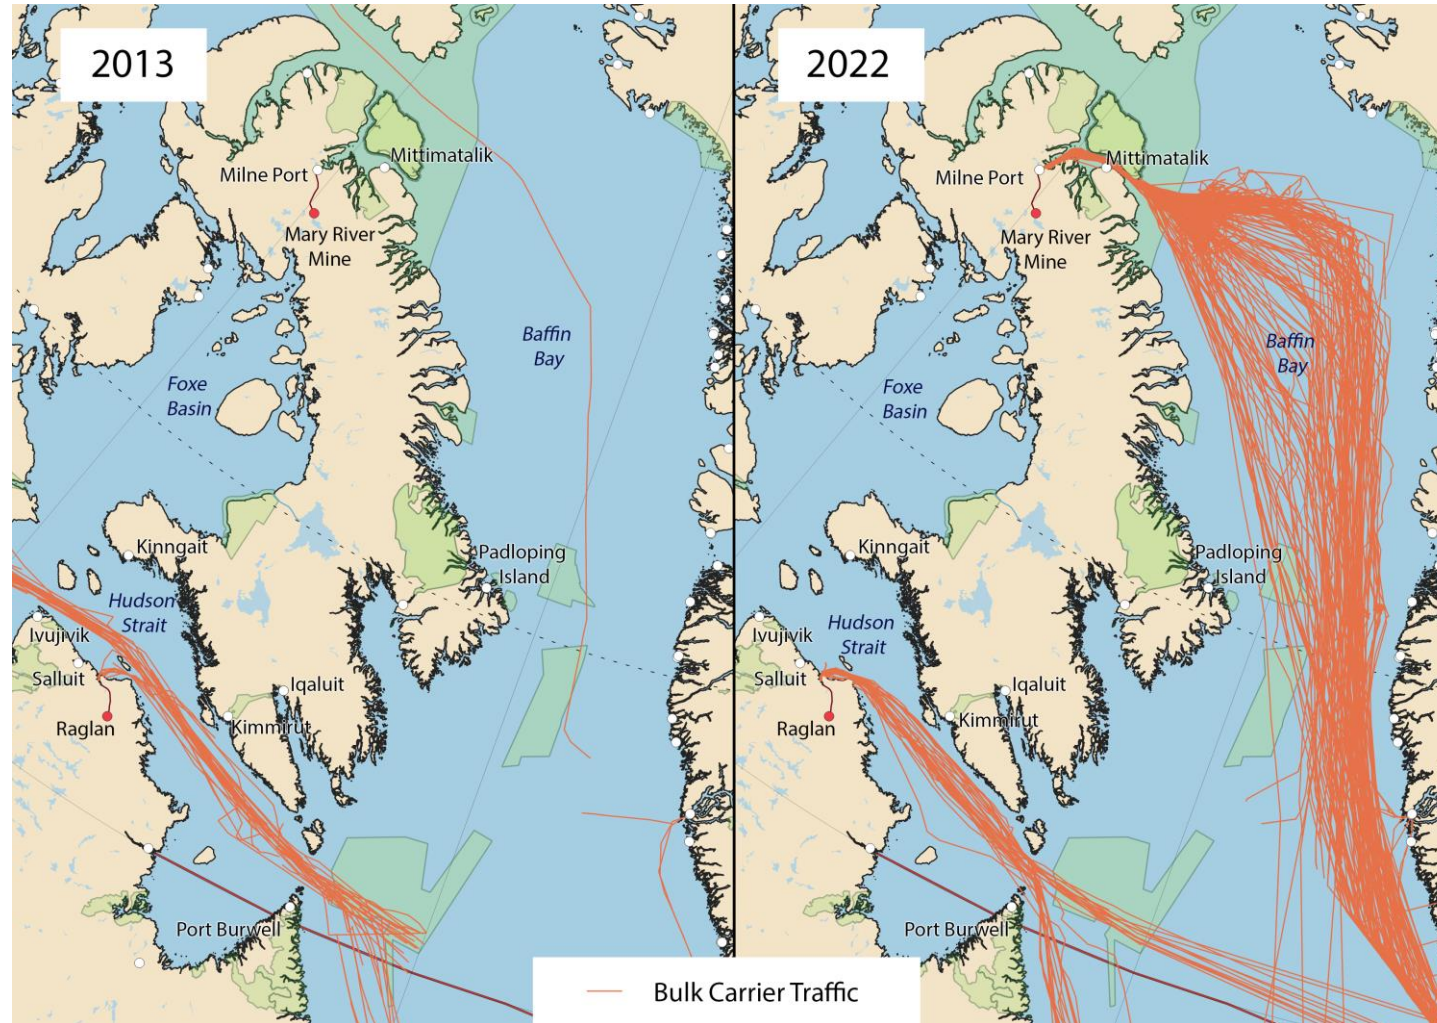 2013
Milne Port
Mittimatalik
Mary River
Mine
Baffin
Bay
Foxe
Basin
Kinngait
Padloping
Island
Hudson
Strait
Ivujivik
Salluit
Raglan
Iqaluit
Kimmirut
Port Burwell
2022
Milne Port
Mittimatalik
Mary River
Mine
Baffin
Bay
Foxe
Basin
Kinngait
Padloping
Island
Hudson
Strait
Ivujivik
Salluit
Raglan
Iqaluit
Kimmirut
Port Burwell
Bulk Carrier Traffic